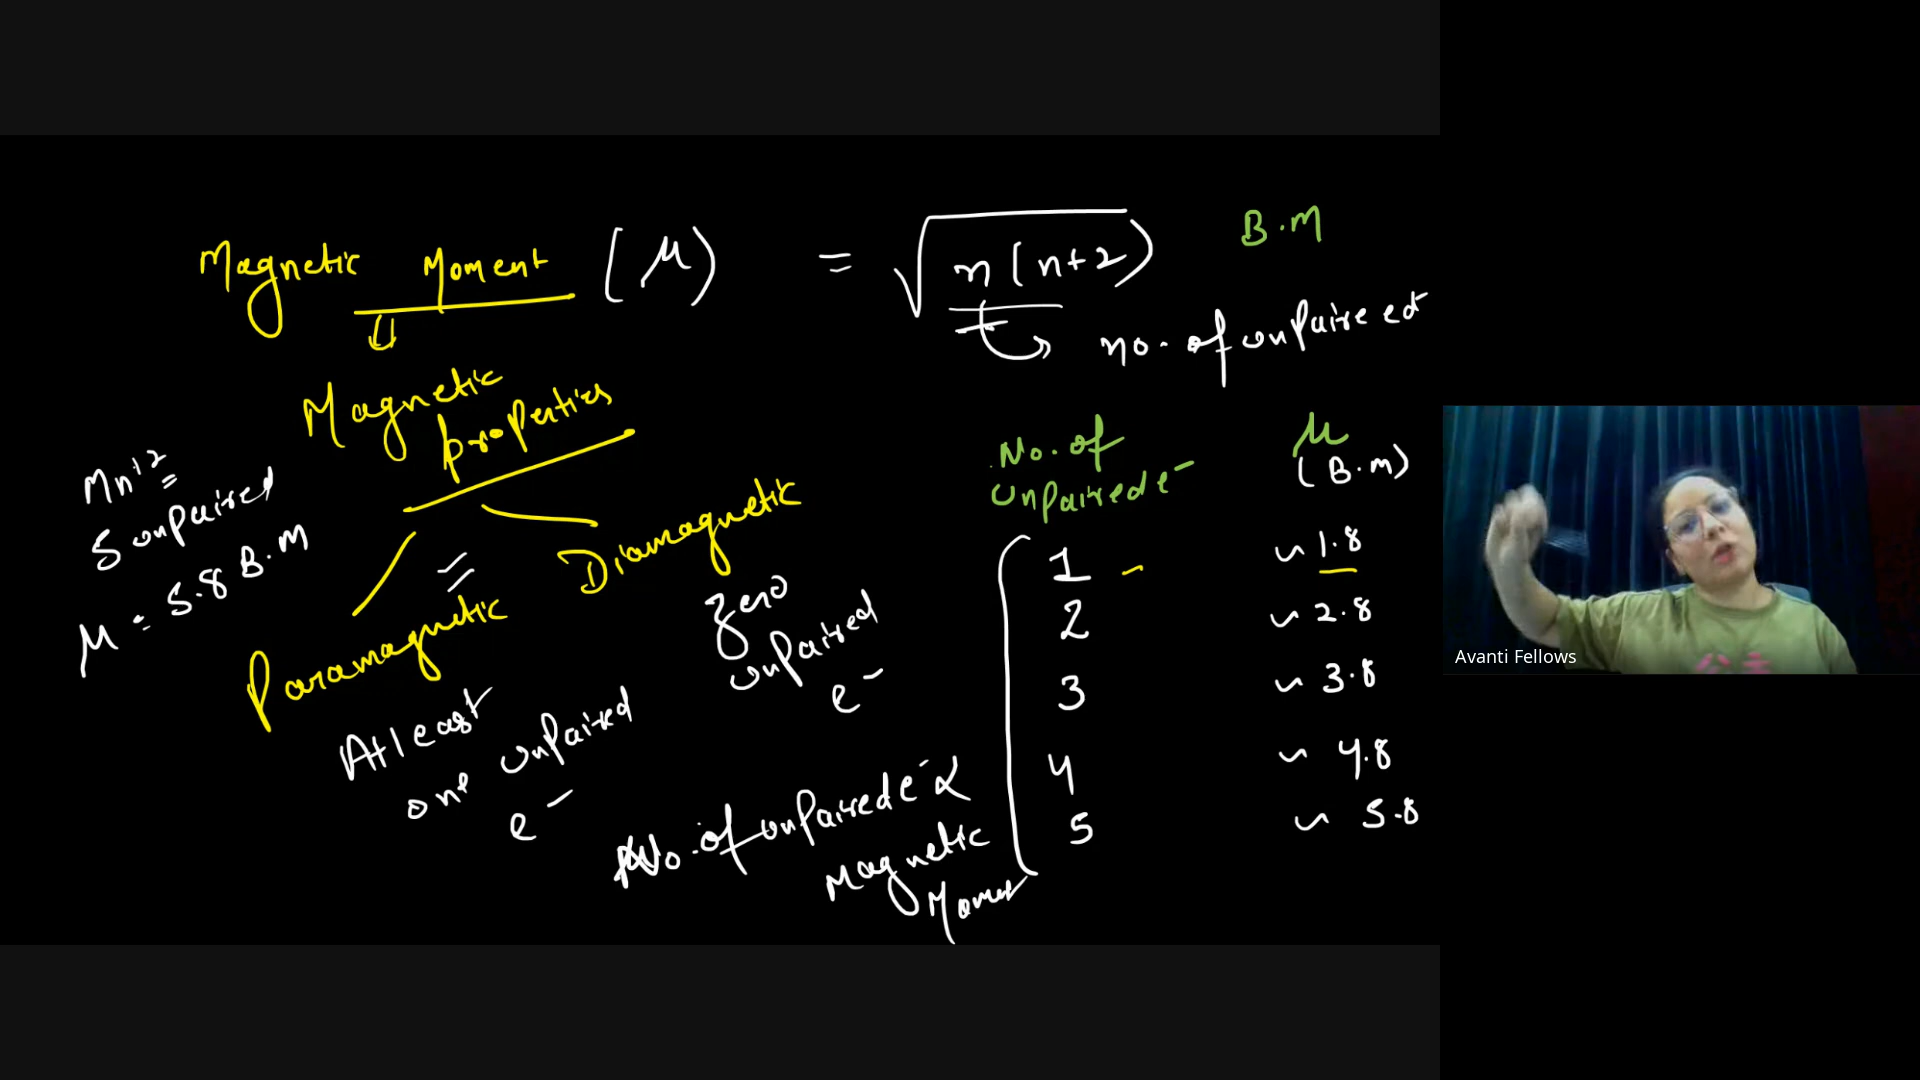 Magnetic Moment (μ) = √n(n+2) B.M
no. of unpaired e⁻
Magnetic
properties
Mn+2 =
5 unpaired
μ = 5.8 B.M
Paramagnetic
Atleast
one unpaired
e⁻
Diamagnetic
zero
unpaired
e⁻
No. of unpaired e⁻ ∝
Magnetic
Moment
No. of μ
unpaired e⁻ (B.M)
1 - ~ 1.8
2 ~ 2.8
3 ~ 3.8
4 ~ 4.8
5 ~ 5.8
Avanti Fellows